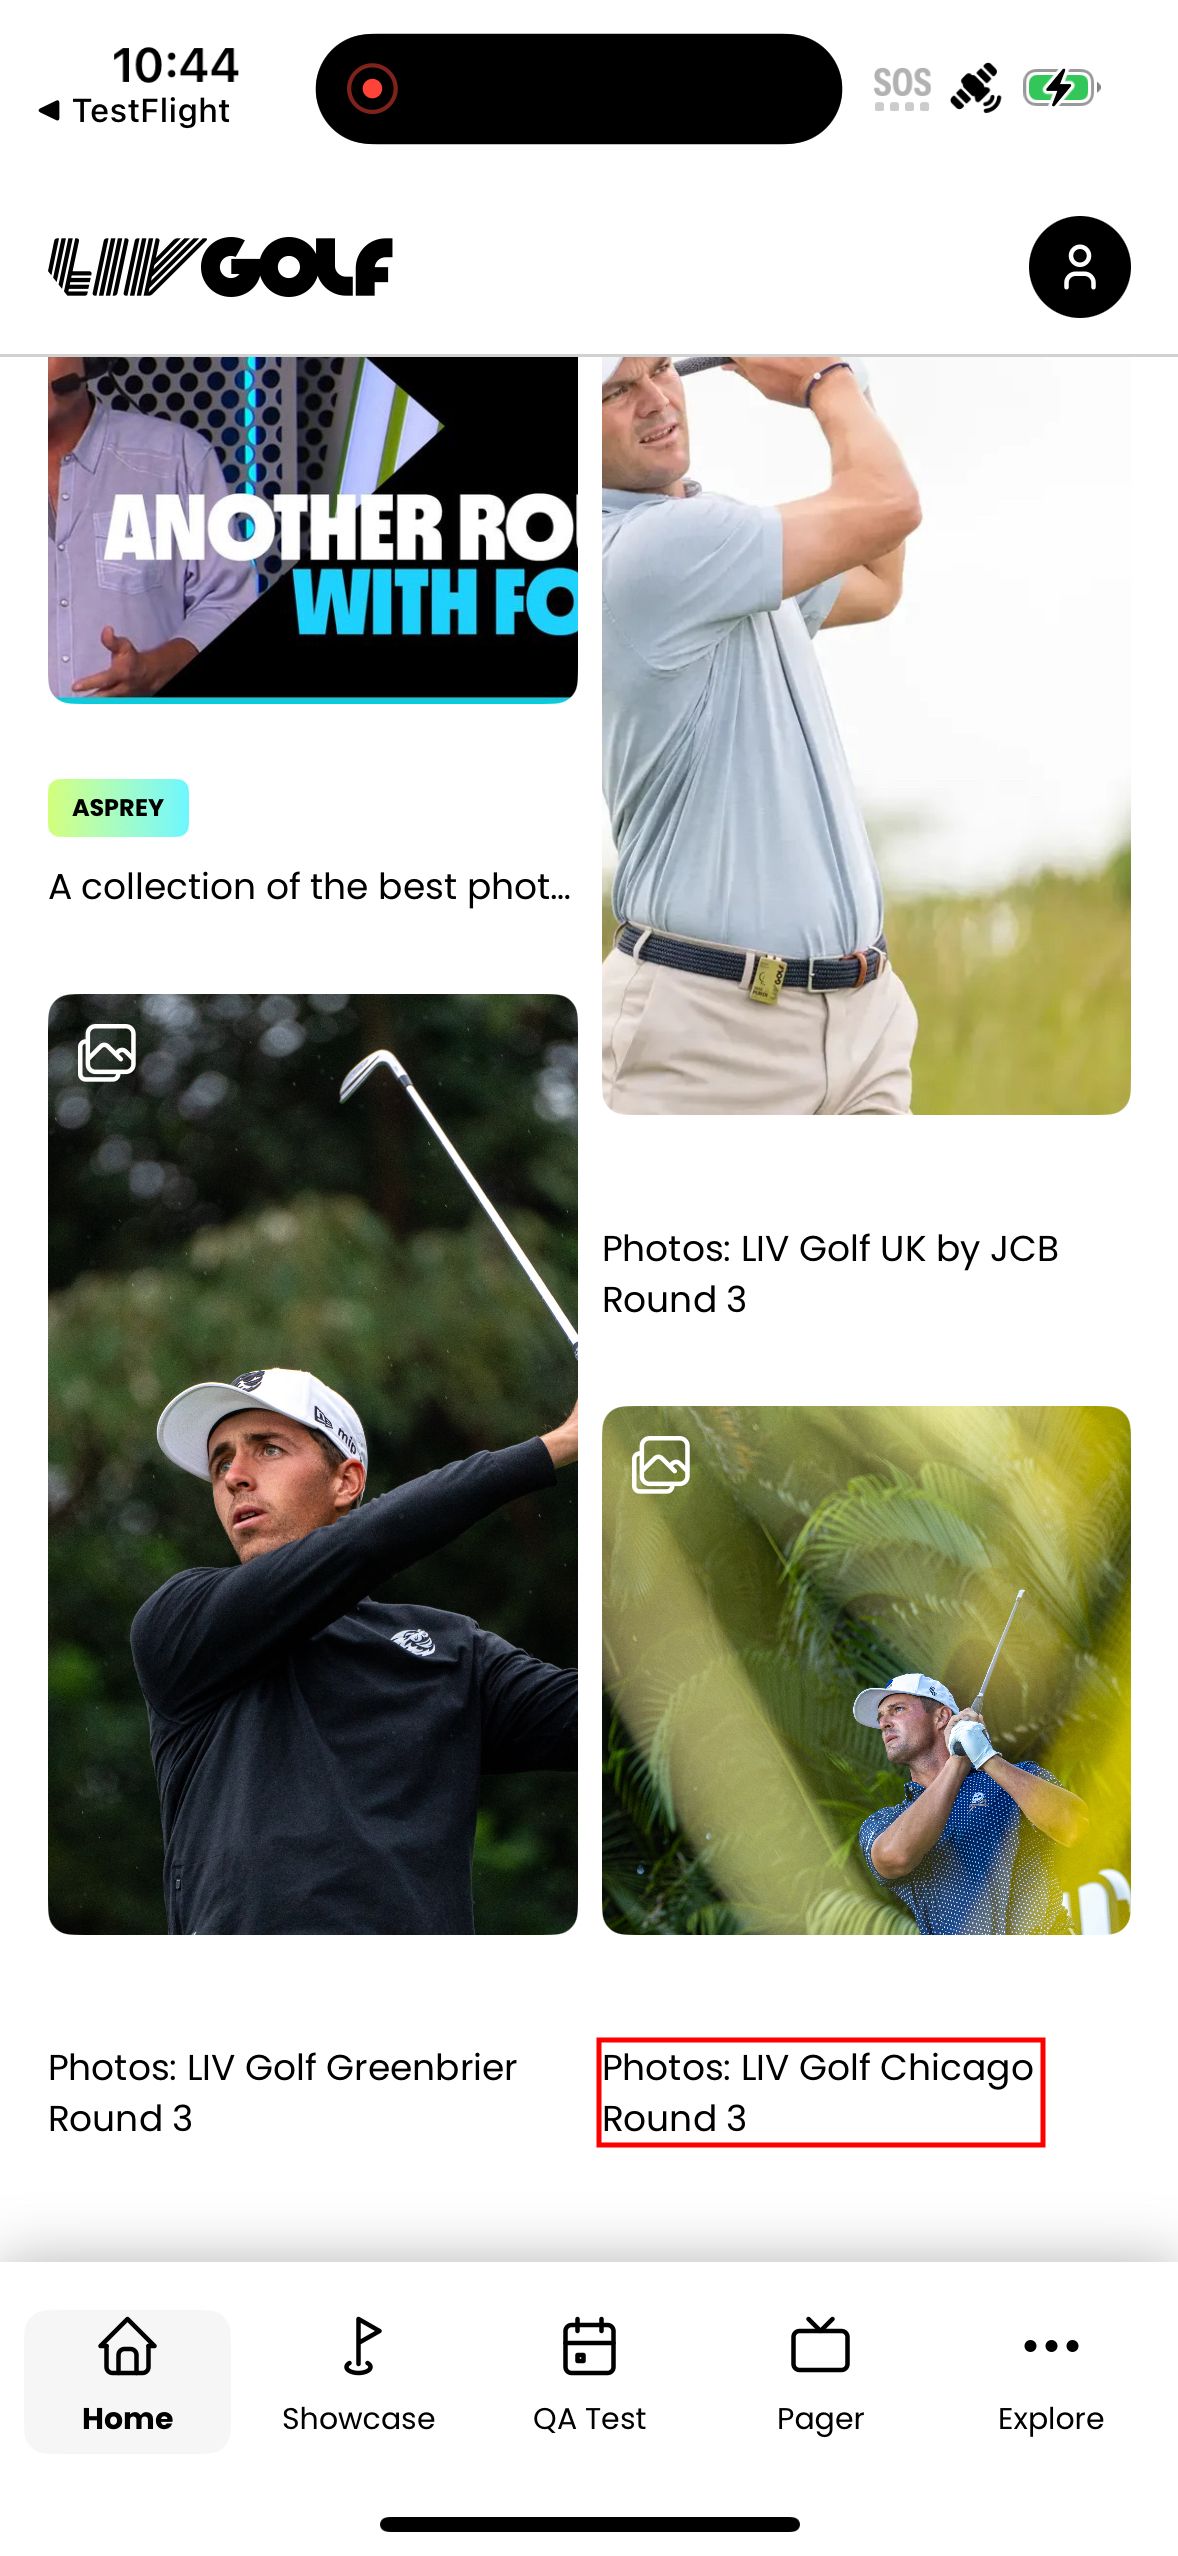 10:44
TestFlight
SOS
LIV GOLF
ANOTHER
WITH
ASPREY
A collection of the best phot...
Photos: LIV Golf UK by JCB
Round 3
Photos: LIV Golf Greenbrier
Round 3
Photos: LIV Golf Chicago
Round 3
Home
Showcase
QA Test
Pager
Explore